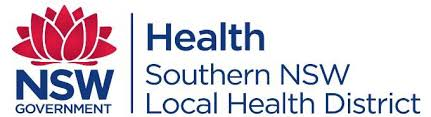 NSW
GOVERNMENT
Health
Southern NSW
Local Health District